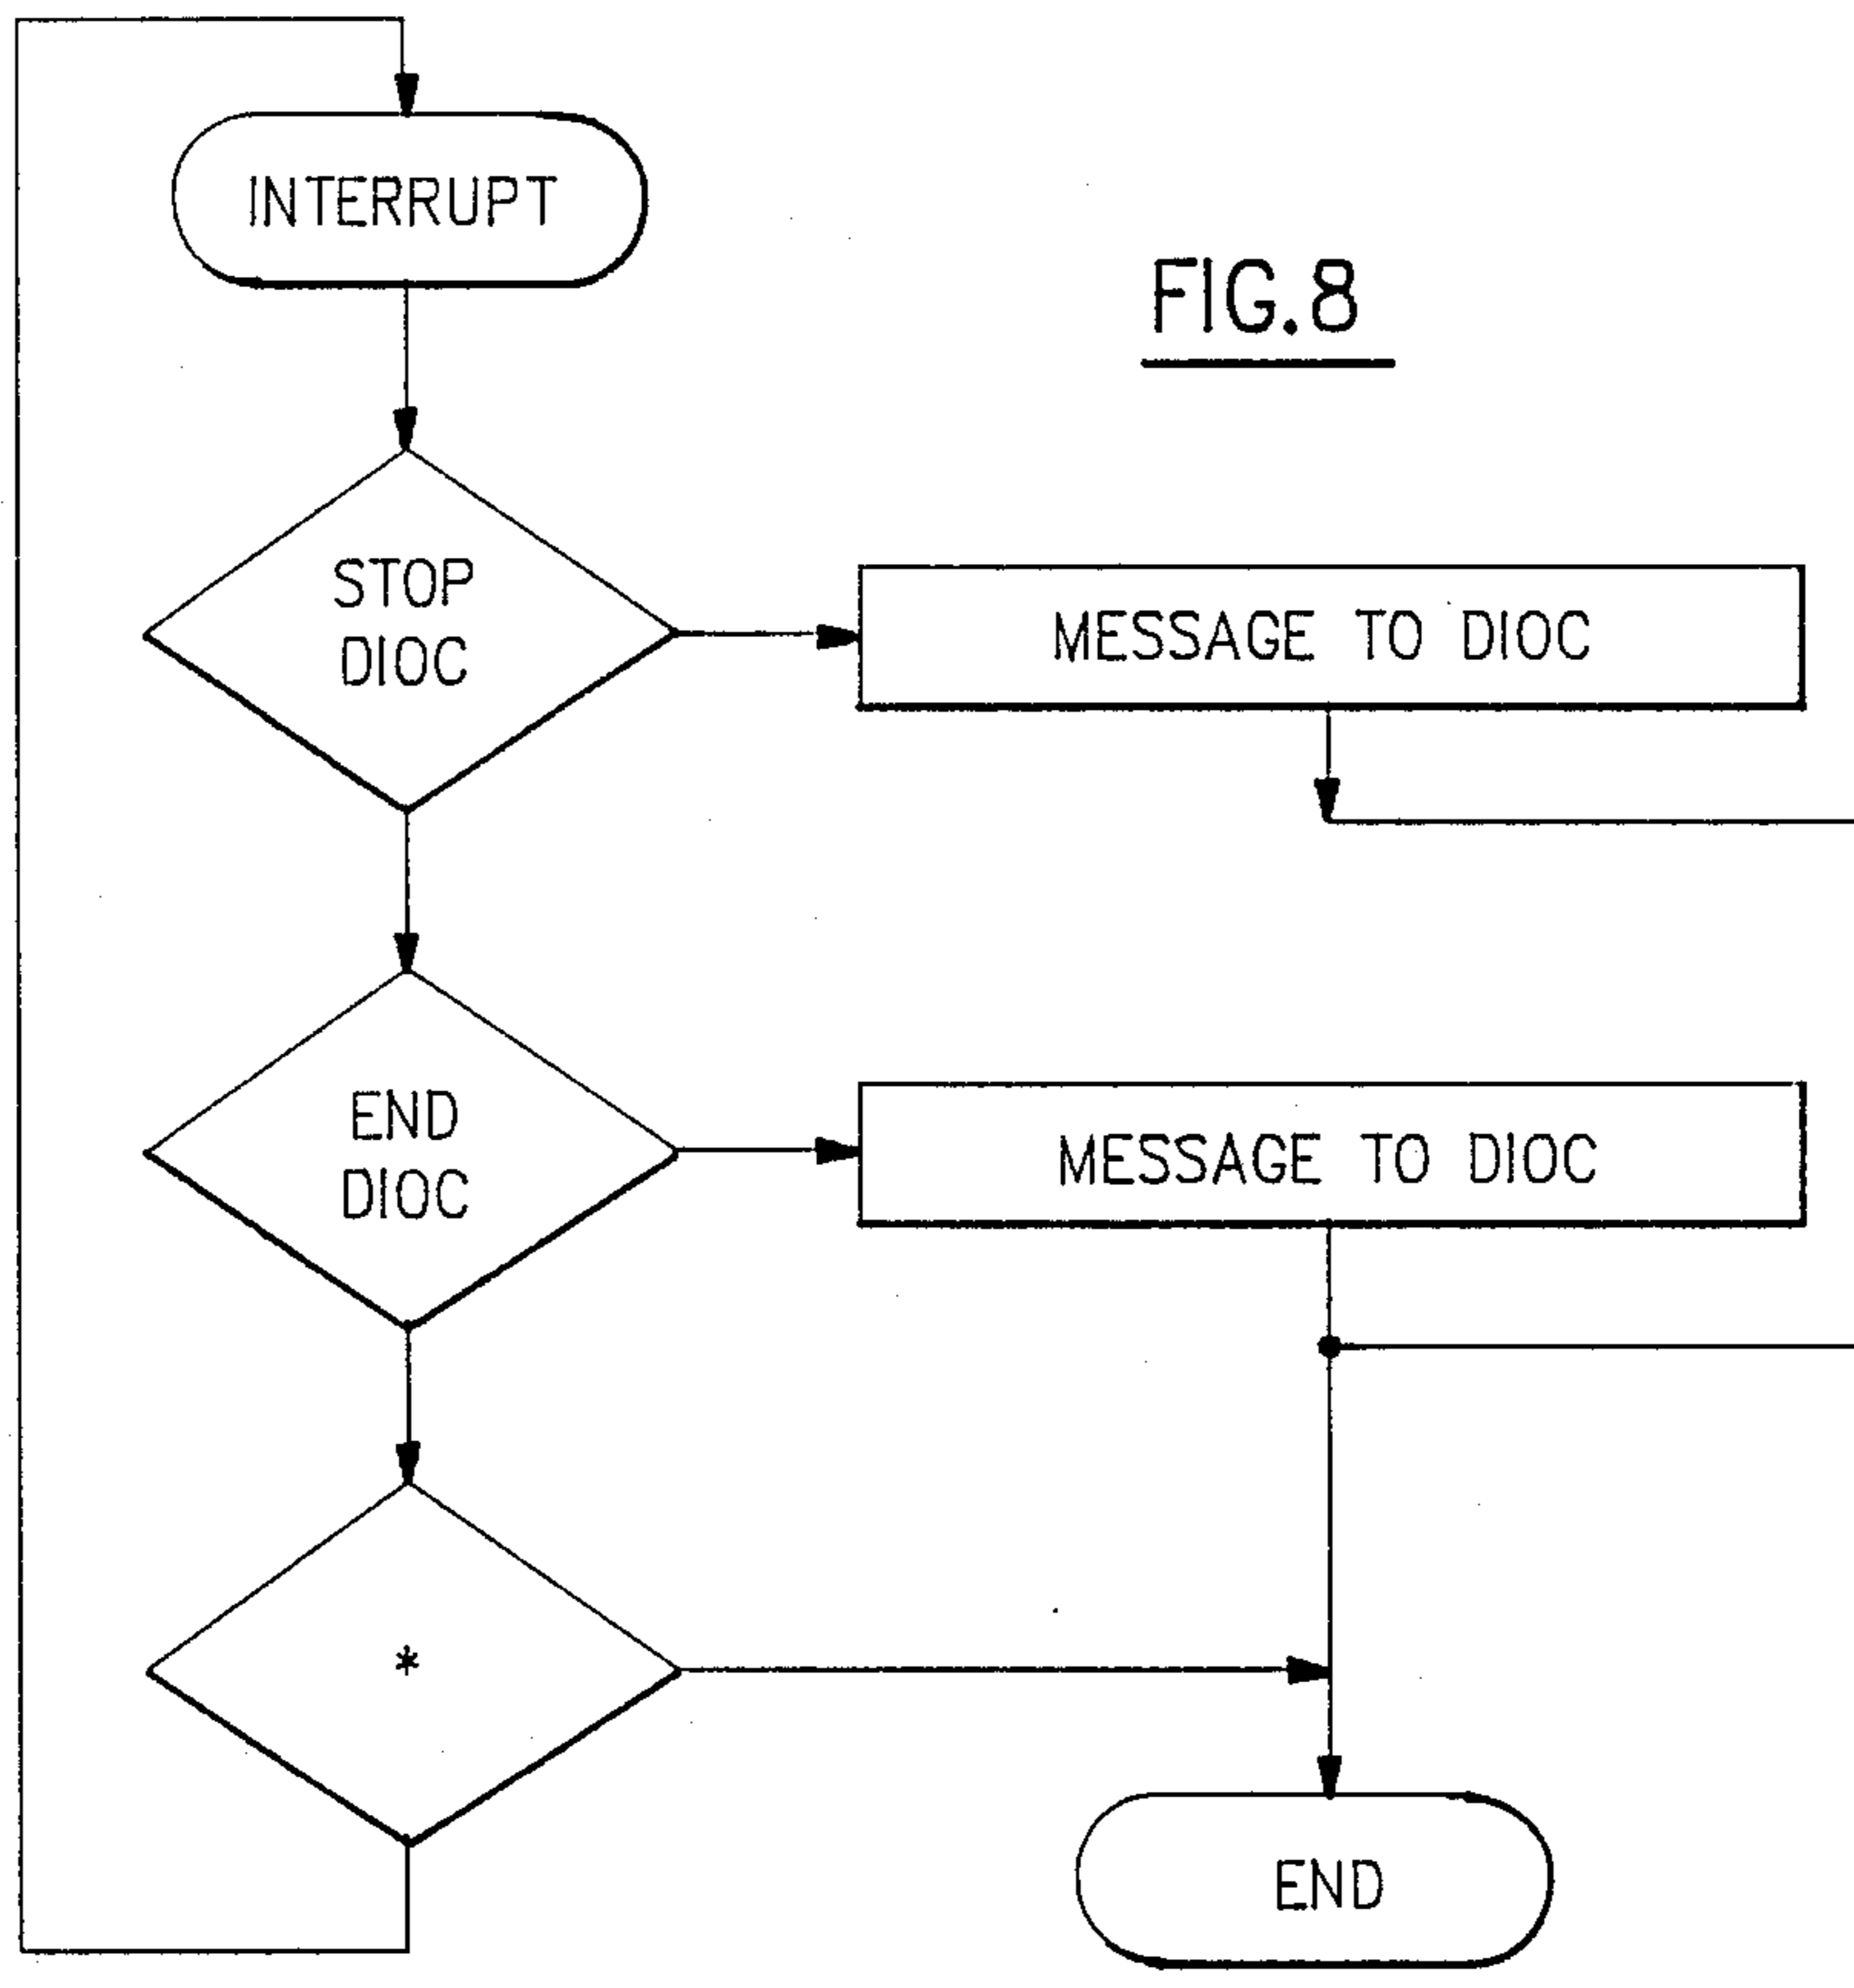 INTERRUPT
FIG.8
STOP
DIOC
MESSAGE TO DIOC
END
DIOC
MESSAGE TO DIOC
*
END